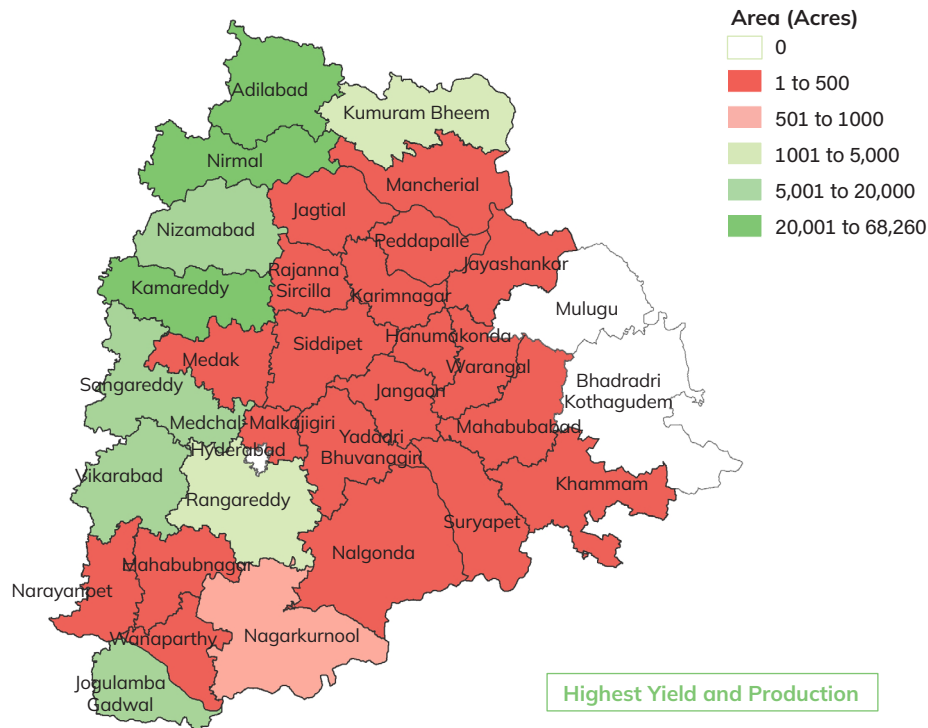 Area (Acres)
0
1 to 500
501 to 1000
1001 to 5,000
5,001 to 20,000
20,001 to 68,260
Adilabad
Kumuram Bheem
Nirmal
Mancherial
Jagtial
Nizamabad
Peddapalle
Jayashankar
Rajanna
Sircilla
Kamareddy
Karimnagar
Mulugu
Hanumakonda
Siddipet
Medak
Warangal
Sangareddy
Jangaon
Bhadradri
Kothagudem
Medchal Malkajigiri
Mahabubabad
Yadadri
Bhuvanagiri
Hyderabad
Vikarabad
Khammam
Rangareddy
Suryapet
Nalgonda
Mahabubnagar
Narayanpet
Wanaparthy
Nagarkurnool
Jogulamba
Gadwal
Highest Yield and Production